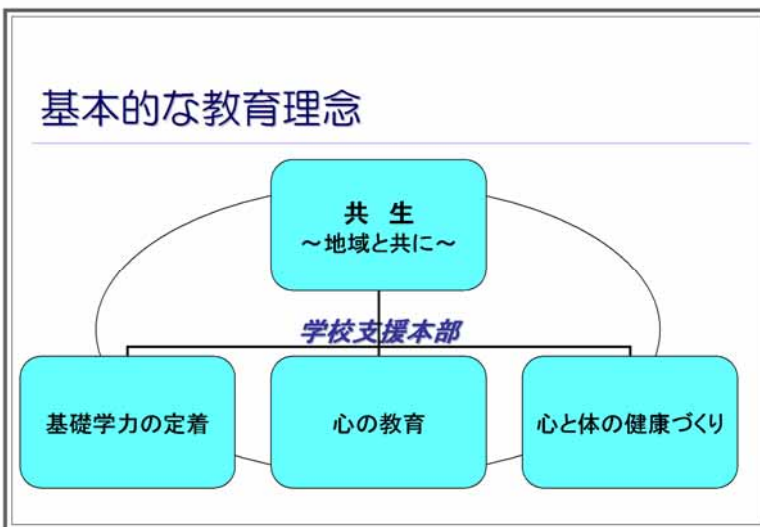 基本的な教育理念
共 生
～地域と共に～
学校支援本部
基礎学力の定着
心の教育
心と体の健康づくり